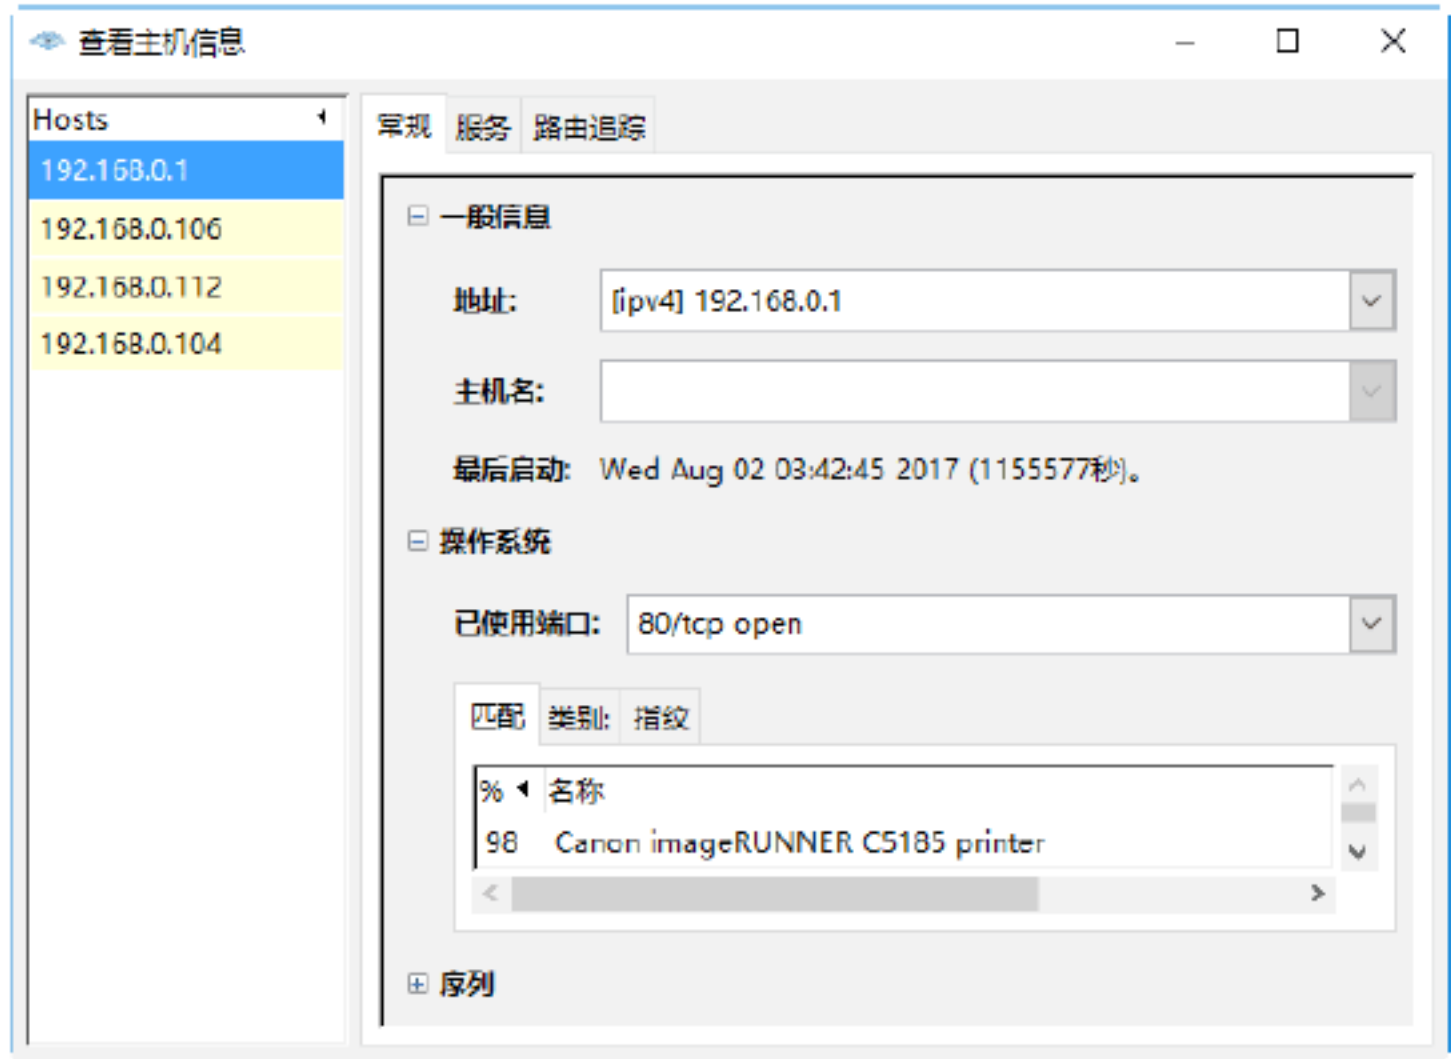 查看主机信息
Hosts
192.168.0.1
192.168.0.106
192.168.0.112
192.168.0.104
常规 服务 路由追踪
一般信息
地址: [ipv4] 192.168.0.1
主机名:
最后启动: Wed Aug 02 03:42:45 2017 (1155577秒)。
操作系统
已使用端口: 80/tcp open
匹配 类别: 指纹
% 名称
98 Canon imageRUNNER C5185 printer
序列